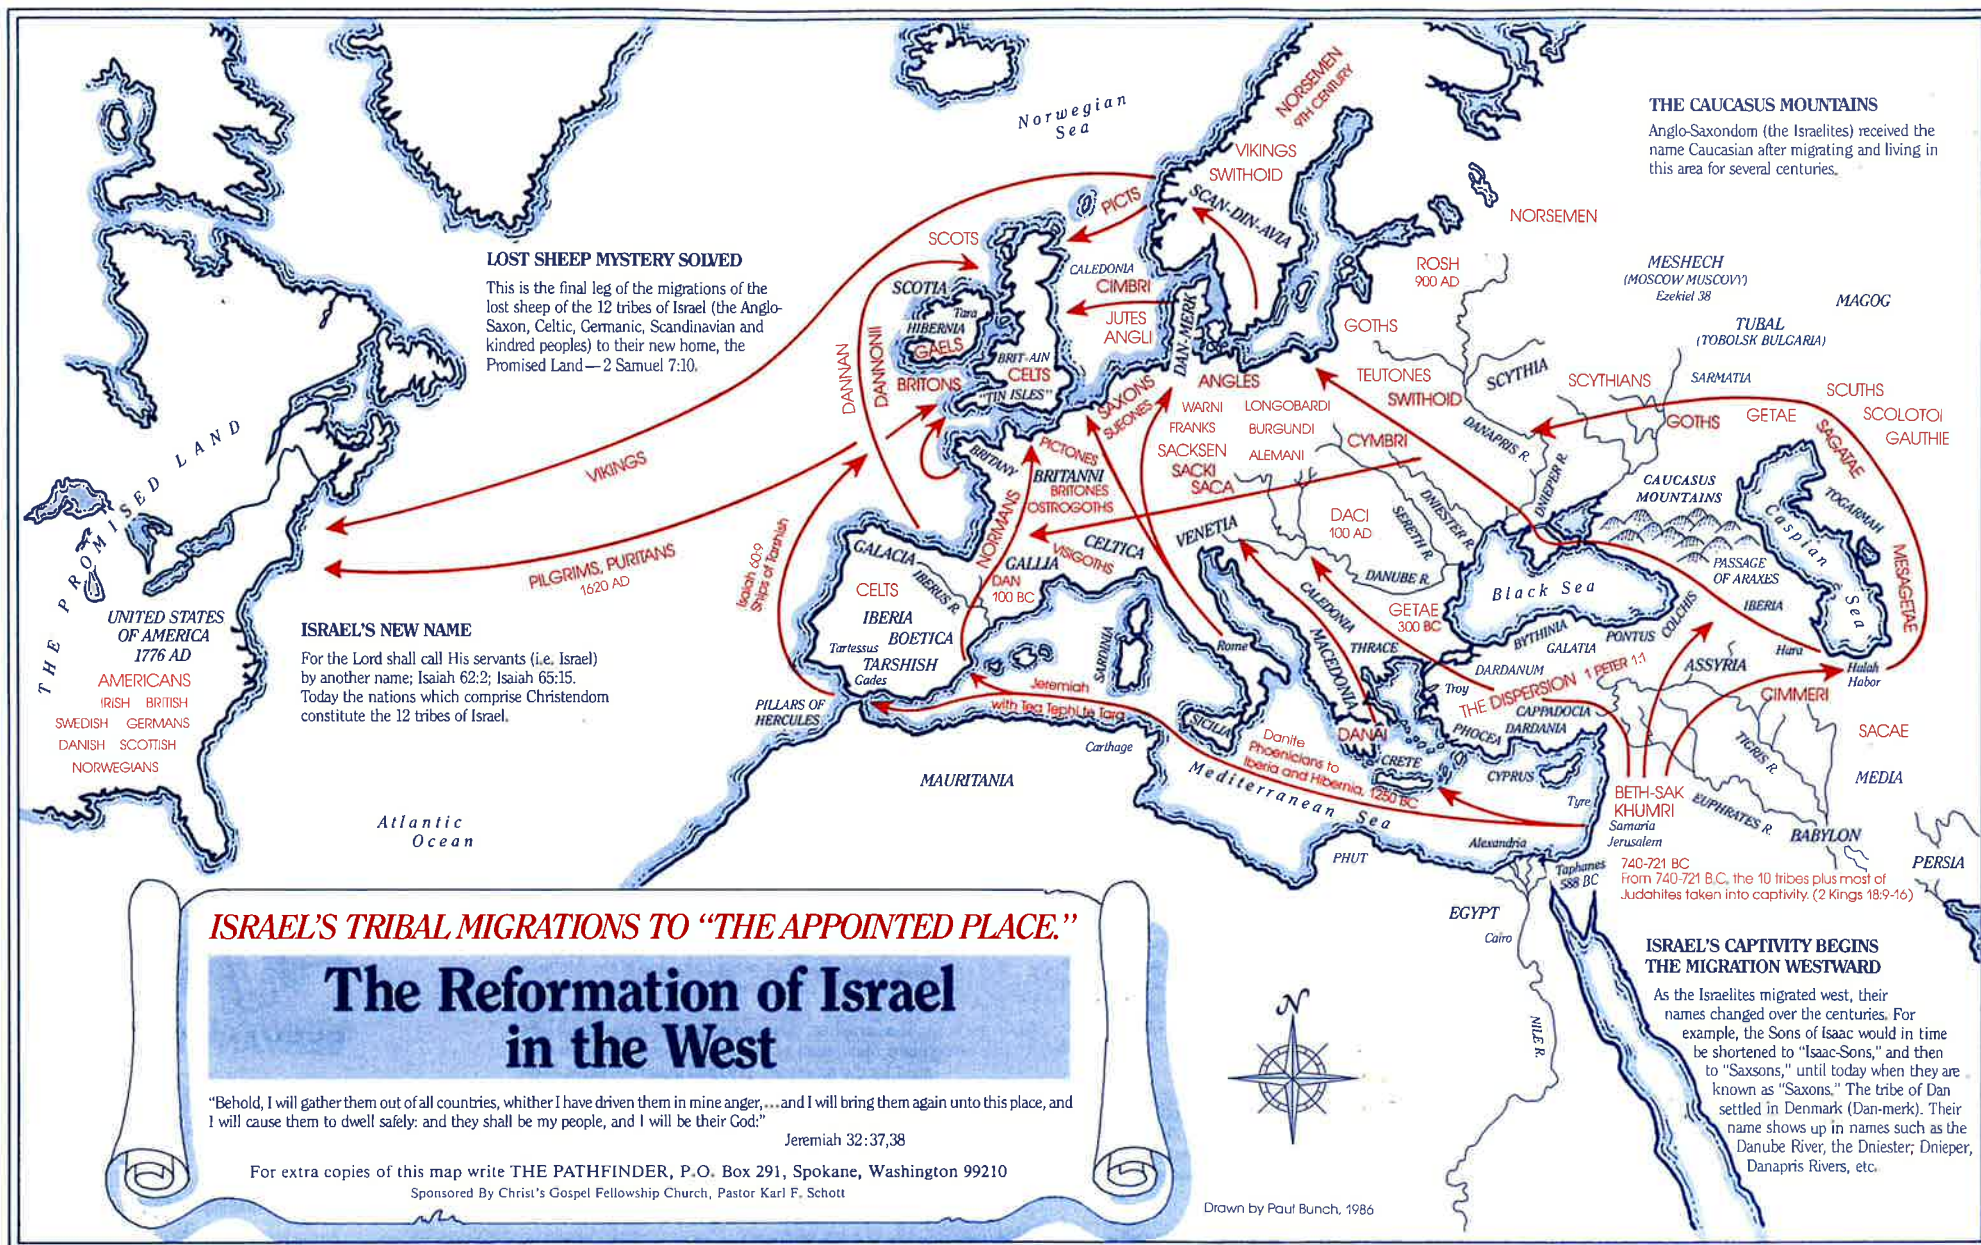 Norwegian
Sea
NORSEMEN
9TH CENTURY
VIKINGS
SWITHOID
SCAN-DIN-AVIA
PICTS
SCOTS
THE CAUCASUS MOUNTAINS
Anglo-Saxondom (the Israelites) received the
name Caucasian after migrating and living in
this area for several centuries.
NORSEMEN
ROSH
900 AD
MESHECH
(MOSCOW MUSCOVY)
Ezekiel 38
MAGOG
TUBAL
(TOBOLSK BULGARIA)
LOST SHEEP MYSTERY SOLVED
This is the final leg of the migrations of the
lost sheep of the 12 tribes of Israel (the Anglo-
Saxon, Celtic, Germanic, Scandinavian and
kindred peoples) to their new home, the
Promised Land—2 Samuel 7:10.
SCOTIA
Tara
HIBERNIA
GAELS
CALEDONIA
CIMBRI
JUTES
ANGLI
DAN-MERK
BRIT-AIN
CELTS
"TIN ISLES"
BRITONS
DANNAN
DANNONII
GOTHS
TEUTONES
SWITHOID
SCYTHIA
SCYTHIANS
SARMATIA
SCUTHS
SCOLOTOI
GAUTHIE
GETAE
GOTHS
SAGATAE
TOGARMAH
MESAGETAE
SAXONS
SUEONES
ANGLES
WARNI
LONGOBARDI
FRANKS
BURGUNDI
SACKSEN
ALEMANI
SACKI
SACA
CYMBRI
DANAPRIS R.
DNIEPER R.
DNIESTER R.
SERETH R.
DANUBE R.
DACI
100 AD
GETAE
300 BC
CAUCASUS
MOUNTAINS
Caspian
Sea
PASSAGE
OF ARAXES
IBERIA
Black Sea
COLCHIS
PONTUS
BYTHINIA
GALATIA
PICTONES
BRITANY
BRITANNI
BRITONES
OSTROGOTHS
NORMANS
CELTICA
VISIGOTHS
GALLIA
DAN
100 BC
VENETIA
CALEDONIA
MACEDONIA
THRACE
Rome
SARDINIA
SICILIA
THE PROMISED LAND
VIKINGS
PILGRIMS, PURITANS
1620 AD
Isaiah 60:9
Ships of Tarshish
GALACIA
IBERUS R.
CELTS
IBERIA
BOETICA
Tartessus
TARSHISH
Gades
PILLARS OF
HERCULES
UNITED STATES
OF AMERICA
1776 AD
AMERICANS
IRISH BRITISH
SWEDISH GERMANS
DANISH SCOTTISH
NORWEGIANS
ISRAEL'S NEW NAME
For the Lord shall call His servants (i.e. Israel)
by another name; Isaiah 62:2; Isaiah 65:15.
Today the nations which comprise Christendom
constitute the 12 tribes of Israel.
Jeremiah
with Tea Tephi to Tara
Danite
Phoenicians to
Iberia and Hibernia, 1250 BC
Carthage
MAURITANIA
Mediterranean Sea
DANAI
CRETE
CYPRUS
Troy
DARDANUM
THE DISPERSION 1 PETER 1:1
CAPPADOCIA
PHOCEA
DARDANIA
ASSYRIA
Hara
Halah
Habor
GIMMERI
SACAE
MEDIA
TIGRIS R.
EUPHRATES R.
BABYLON
PERSIA
Tyre
BETH-SAK
KHUMRI
Samaria
Jerusalem
740-721 BC
From 740-721 B.C. the 10 tribes plus most of
Judahites taken into captivity. (2 Kings 18:9-16)
Alexandria
PHUT
Taphanes
588 BC
EGYPT
Cairo
NILE R.
Atlantic
Ocean
ISRAEL'S CAPTIVITY BEGINS
THE MIGRATION WESTWARD
As the Israelites migrated west, their
names changed over the centuries. For
example, the Sons of Isaac would in time
be shortened to "Isaac-Sons," and then
to "Saxsons," until today when they are
known as "Saxons." The tribe of Dan
settled in Denmark (Dan-merk). Their
name shows up in names such as the
Danube River, the Dniester; Dnieper,
Danapris Rivers, etc.
ISRAEL'S TRIBAL MIGRATIONS TO "THE APPOINTED PLACE."
The Reformation of Israel
in the West
"Behold, I will gather them out of all countries, whither I have driven them in mine anger,...and I will bring them again unto this place, and
I will cause them to dwell safely: and they shall be my people, and I will be their God:"
Jeremiah 32:37,38
For extra copies of this map write THE PATHFINDER, P.O. Box 291, Spokane, Washington 99210
Sponsored By Christ's Gospel Fellowship Church, Pastor Karl F. Schott
N
Drawn by Paul Bunch, 1986